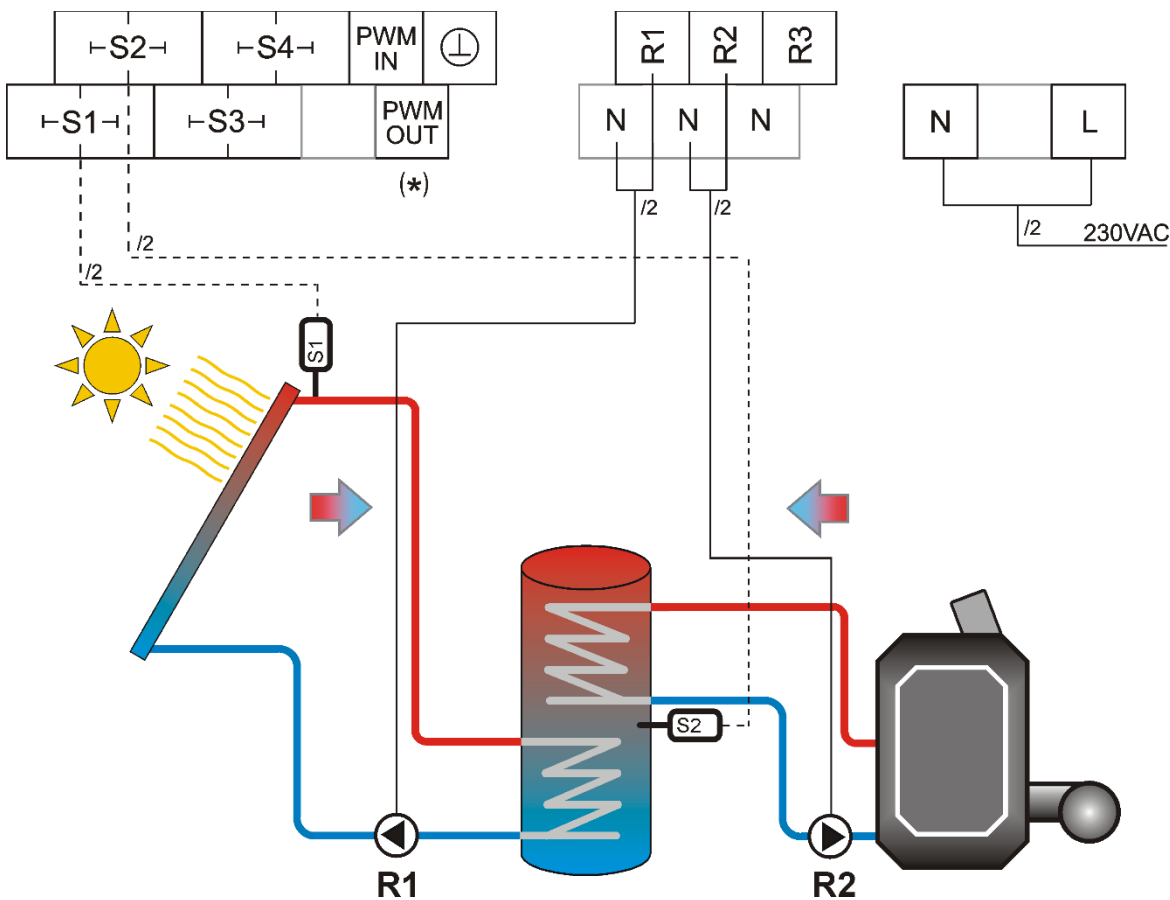 S2 S4 PWM IN
S1 S3 PWM OUT
(*)
R1 R2 R3
N N N
N L
/2
/2
/2 /2
/2 230VAC
S1
S2
R1
R2